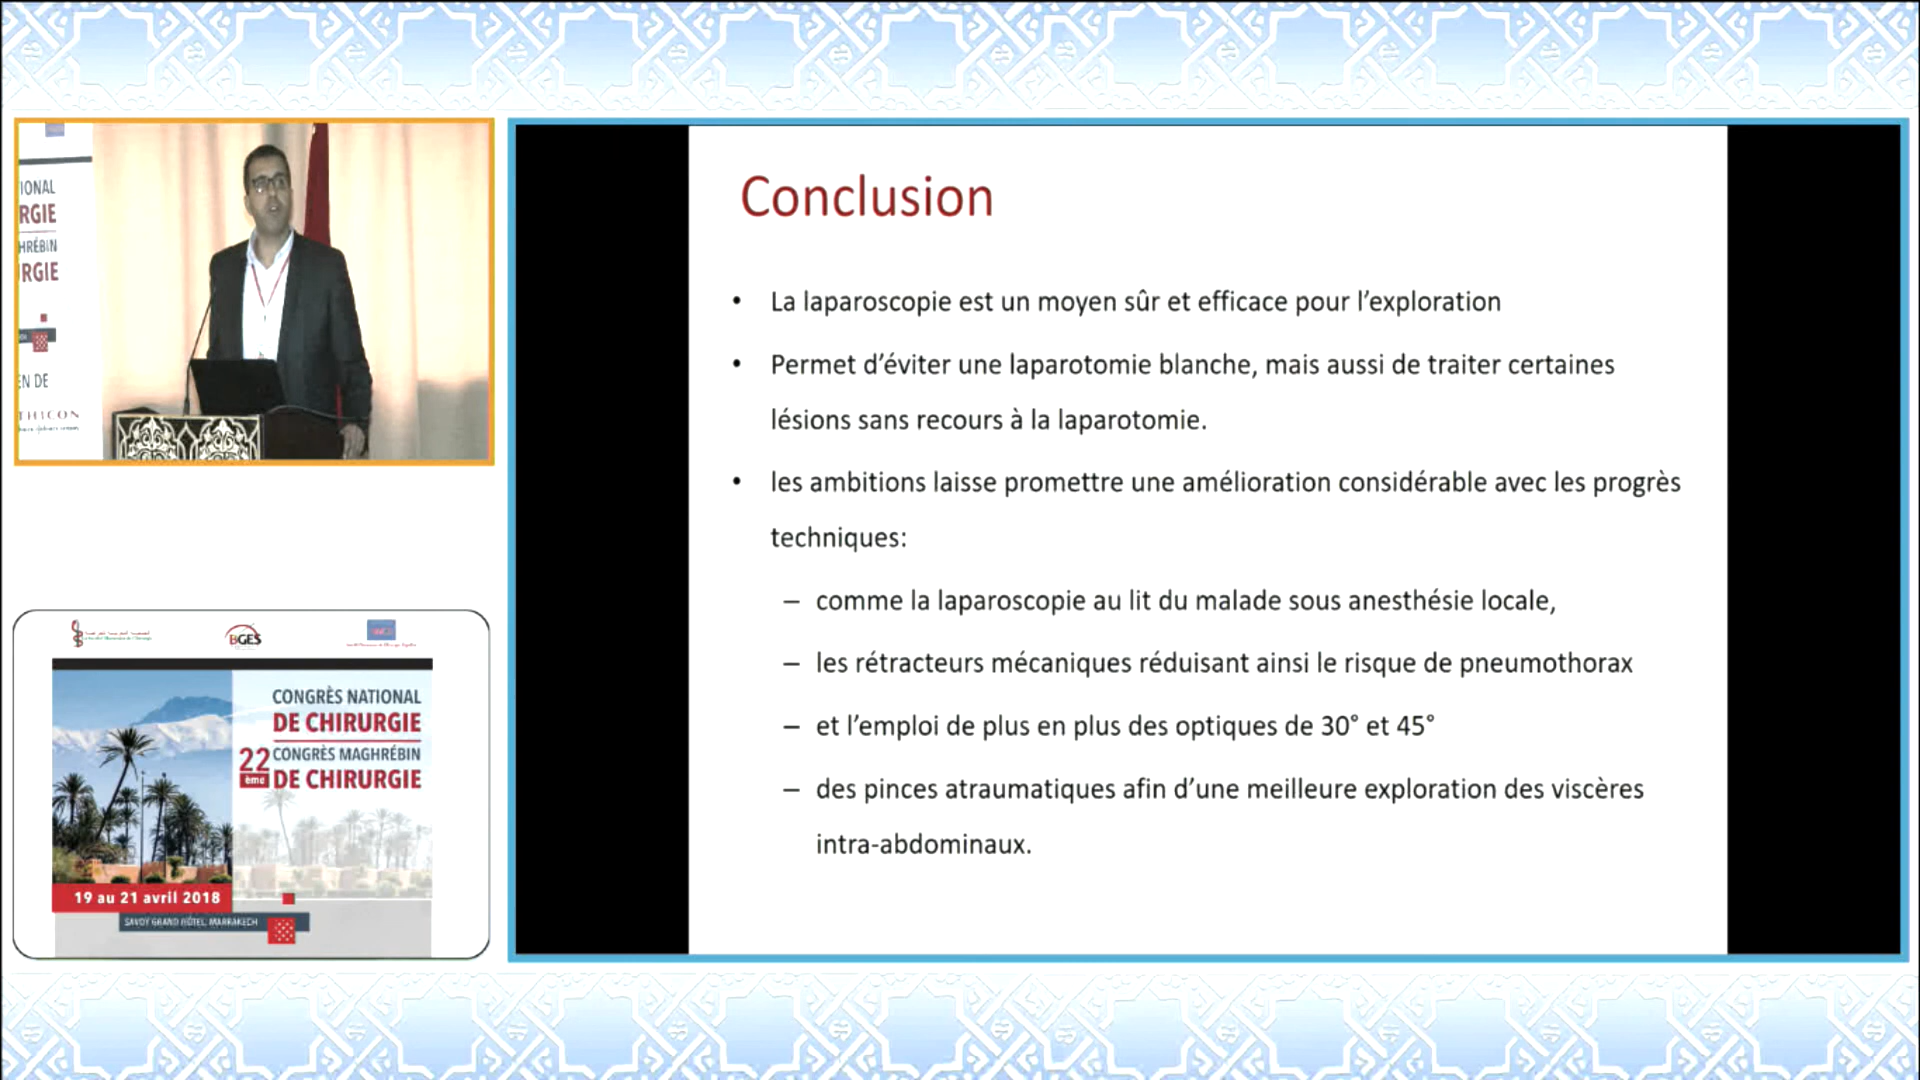 IONAL
RGIE
HRÉBIN
RGIE
EN DE
THICON
Conclusion
• La laparoscopie est un moyen sûr et efficace pour l’exploration
• Permet d’éviter une laparotomie blanche, mais aussi de traiter certaines
lésions sans recours à la laparotomie.
• les ambitions laisse promettre une amélioration considérable avec les progrès
techniques:
– comme la laparoscopie au lit du malade sous anesthésie locale,
– les rétracteurs mécaniques réduisant ainsi le risque de pneumothorax
– et l’emploi de plus en plus des optiques de 30° et 45°
– des pinces atraumatiques afin d’une meilleure exploration des viscères
intra-abdominaux.
BGES
CONGRÈS NATIONAL
DE CHIRURGIE
22ème CONGRÈS MAGHRÉBIN
DE CHIRURGIE
19 au 21 avril 2018
SAVOY GRAND HÔTEL, MARRAKECH